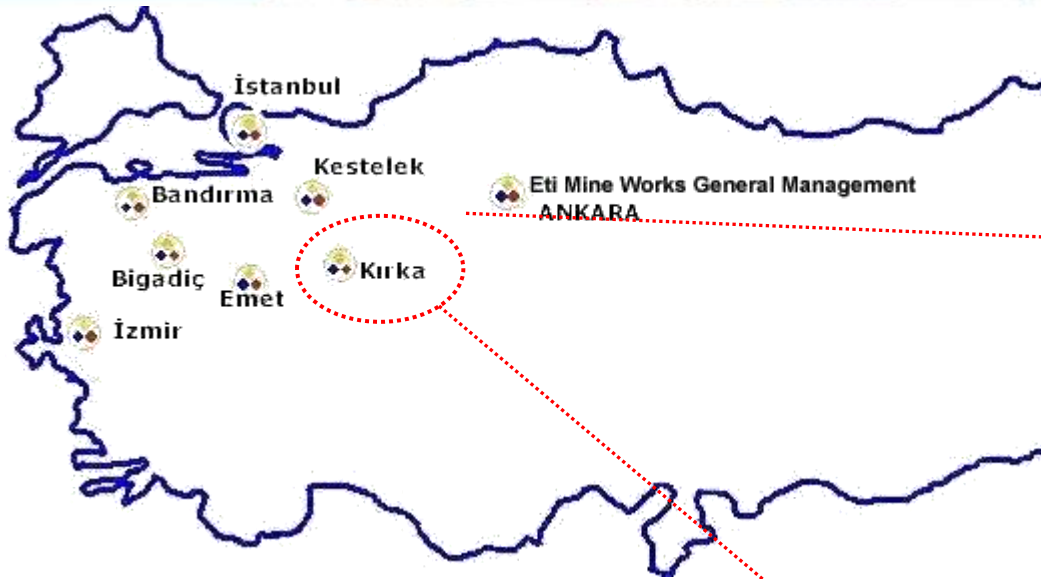 İstanbul
Kestelek
Bandırma
Eti Mine Works General Management
ANKARA
Bigadiç
Emet
Kırka
İzmir